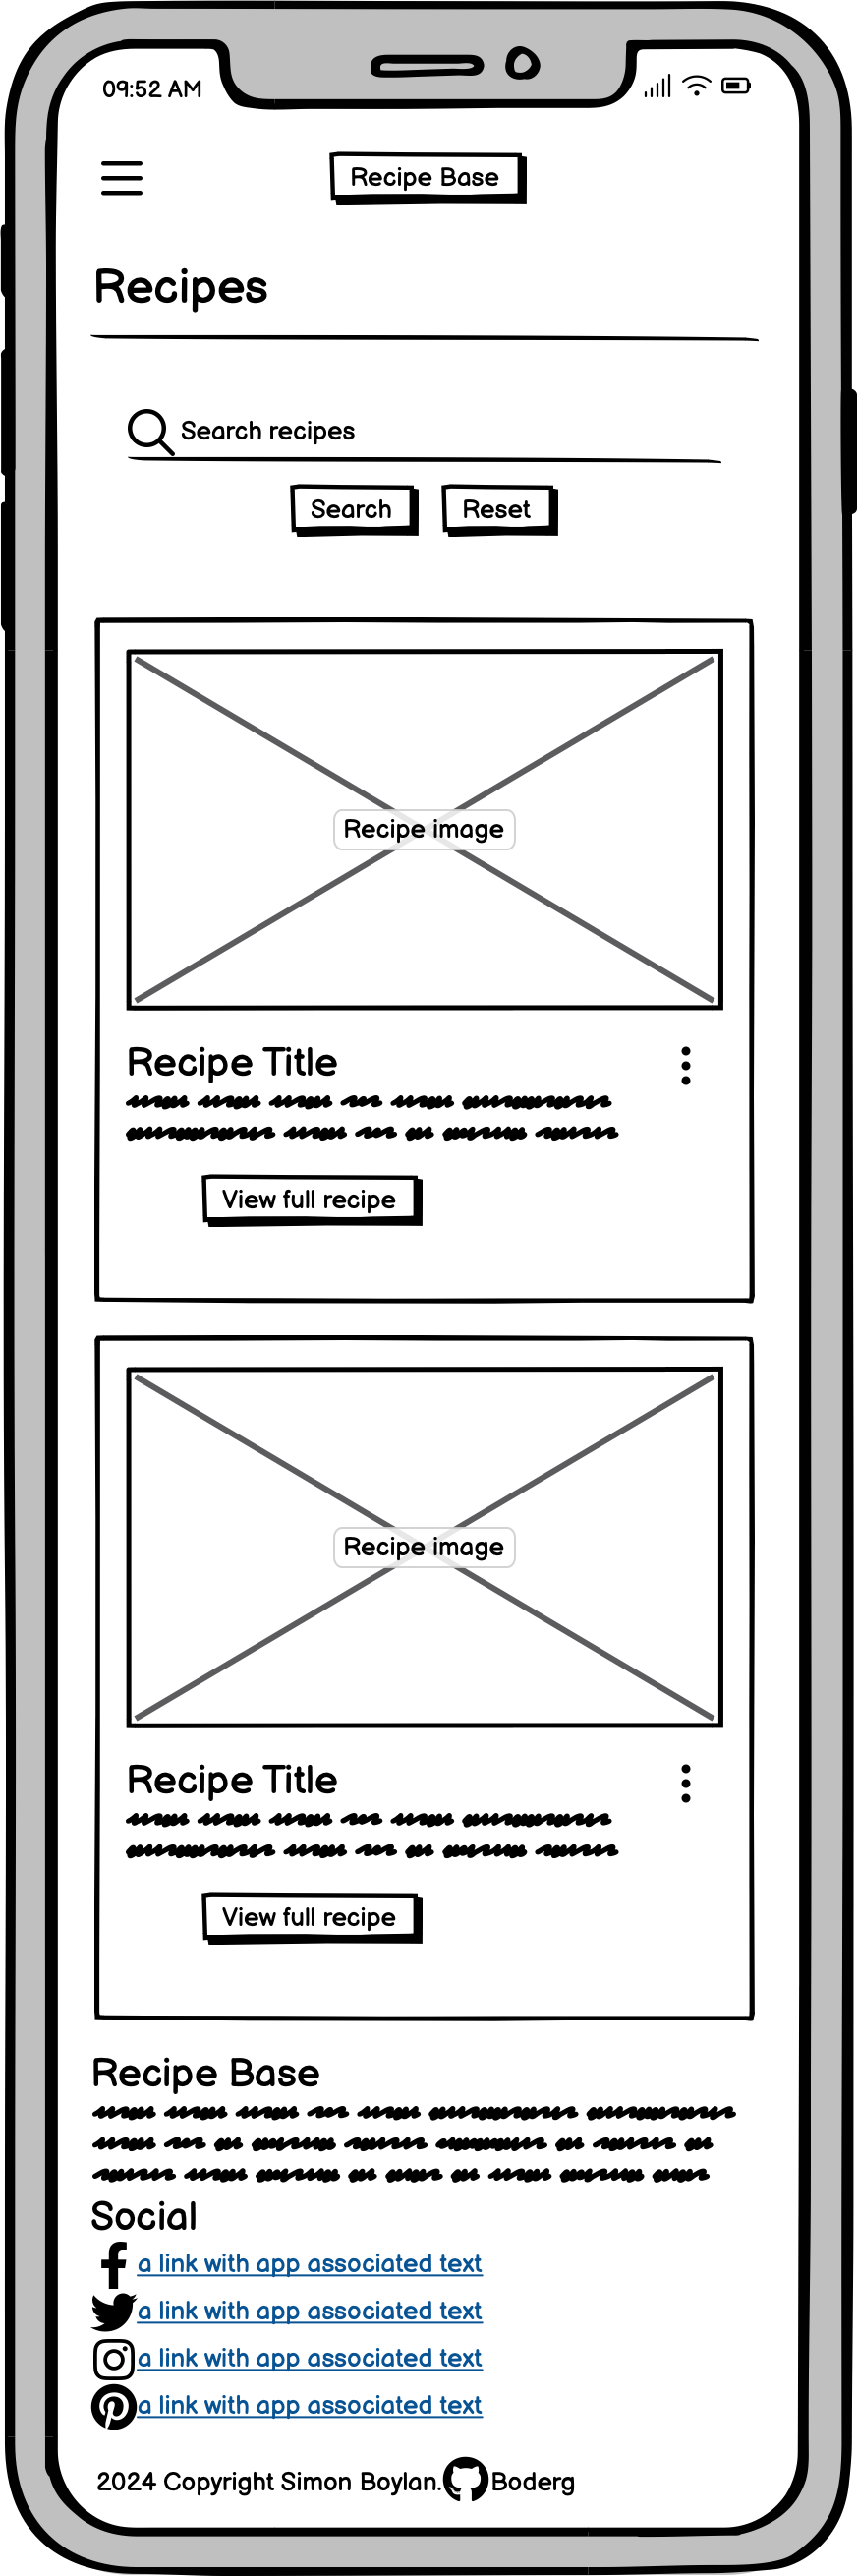 09:52 AM
Recipe Base
Recipes
Search recipes
Search Reset
Recipe image
Recipe Title
View full recipe
Recipe image
Recipe Title
View full recipe
Recipe Base
Social
a link with app associated text
a link with app associated text
a link with app associated text
a link with app associated text
2024 Copyright Simon Boylan. Boderg